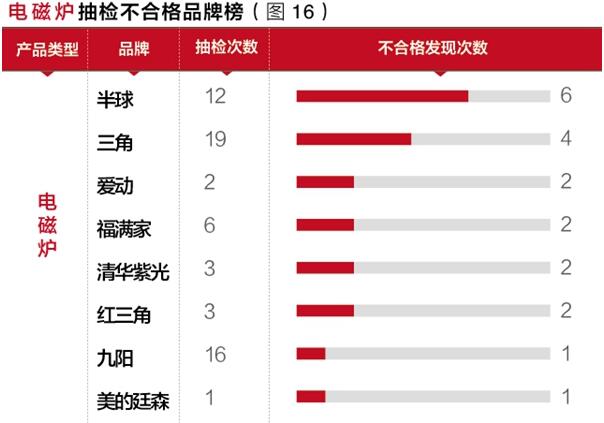 电磁炉抽检不合格品牌榜（图16）
产品类型 品牌 抽检次数 不合格发现次数
电磁炉
半球 12 6
三角 19 4
爱动 2 2
福满家 6 2
清华紫光 3 2
红三角 3 2
九阳 16 1
美的廷森 1 1